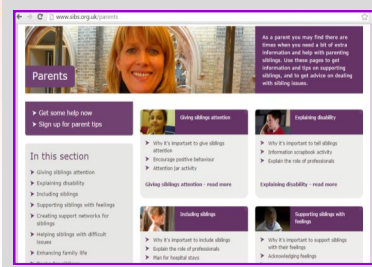 www.sibs.org.uk/parents
As a parent you may find there are
times when you need a bit of extra
information and help with parenting
siblings. Use these pages to get
information and tips on supporting
siblings, and to get advice on dealing
with sibling issues.
Parents
Get some help now
Sign up for parent tips
In this section
Giving siblings attention
Explaining disability
Including siblings
Supporting siblings with feelings
Creating support networks for
siblings
Helping siblings with difficult
issues
Enhancing family life
Giving siblings attention
Why it's important to give siblings
attention
Encourage positive behaviour
Attention jar activity
Giving siblings attention - read more
Explaining disability
Why it's important to tell siblings
Information scrapbook activity
Explain the role of professionals
Explaining disability - read more
Including siblings
Why it's important to include siblings
Explain the role of professionals
Plan for hospital stays
Supporting siblings with
feelings
Why it's important to support siblings
with their feelings
Acknowledging feelings